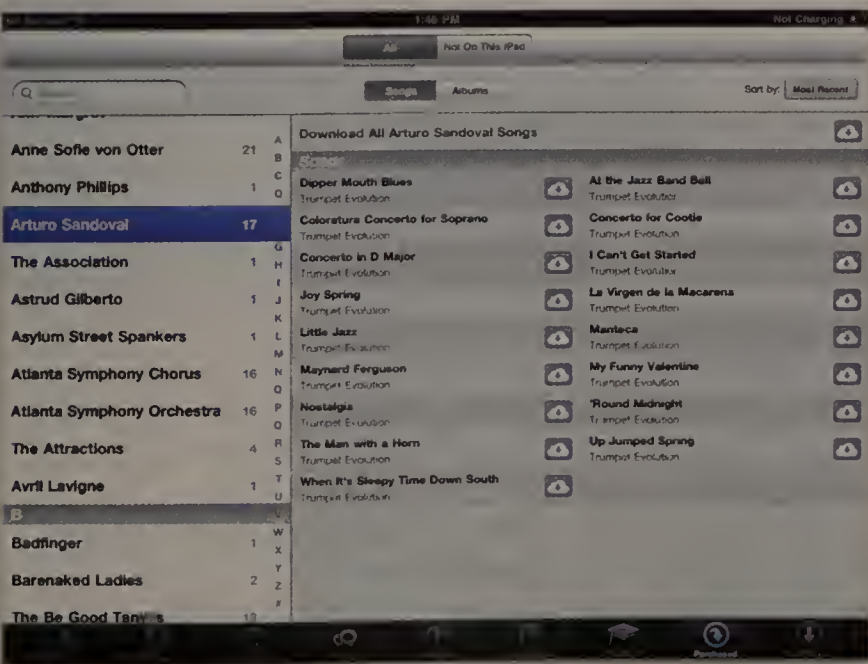 1:46 PM
Not Charging
All
Not On This iPad
Songs
Albums
Sort by:
Most Recent
Anne Sofie von Otter 21
Anthony Phillips 1
Arturo Sandoval 17
The Association 1
Astrud Gilberto 1
Asylum Street Spankers 1
Atlanta Symphony Chorus 16
Atlanta Symphony Orchestra 16
The Attractions 4
Avril Lavigne 1
B
Badfinger 1
Barenaked Ladies 2
The Be Good 13
A
B
C
G
H
I
J
K
L
M
N
O
P
Q
R
S
T
U
V
W
X
Y
Z
#
Download All Arturo Sandoval Songs
Songs
Dipper Mouth Blues
Trumpet Evolution
Coloratura Concerto for Soprano
Trumpet Evolution
Concerto in D Major
Trumpet Evolution
Joy Spring
Trumpet Evolution
Little Jazz
Trumpet Evolution
Maynard Ferguson
Trumpet Evolution
Nostalgia
Trumpet Evolution
The Man with a Horn
Trumpet Evolution
When It's Sleepy Time Down South
Trumpet Evolution
At the Jazz Band Ball
Trumpet Evolution
Concerto for Cootie
Trumpet Evolution
I Can't Get Started
Trumpet Evolution
La Virgen de la Macarena
Trumpet Evolution
Manteca
Trumpet Evolution
My Funny Valentine
Trumpet Evolution
'Round Midnight
Trumpet Evolution
Up Jumped Spring
Trumpet Evolution
Purchased